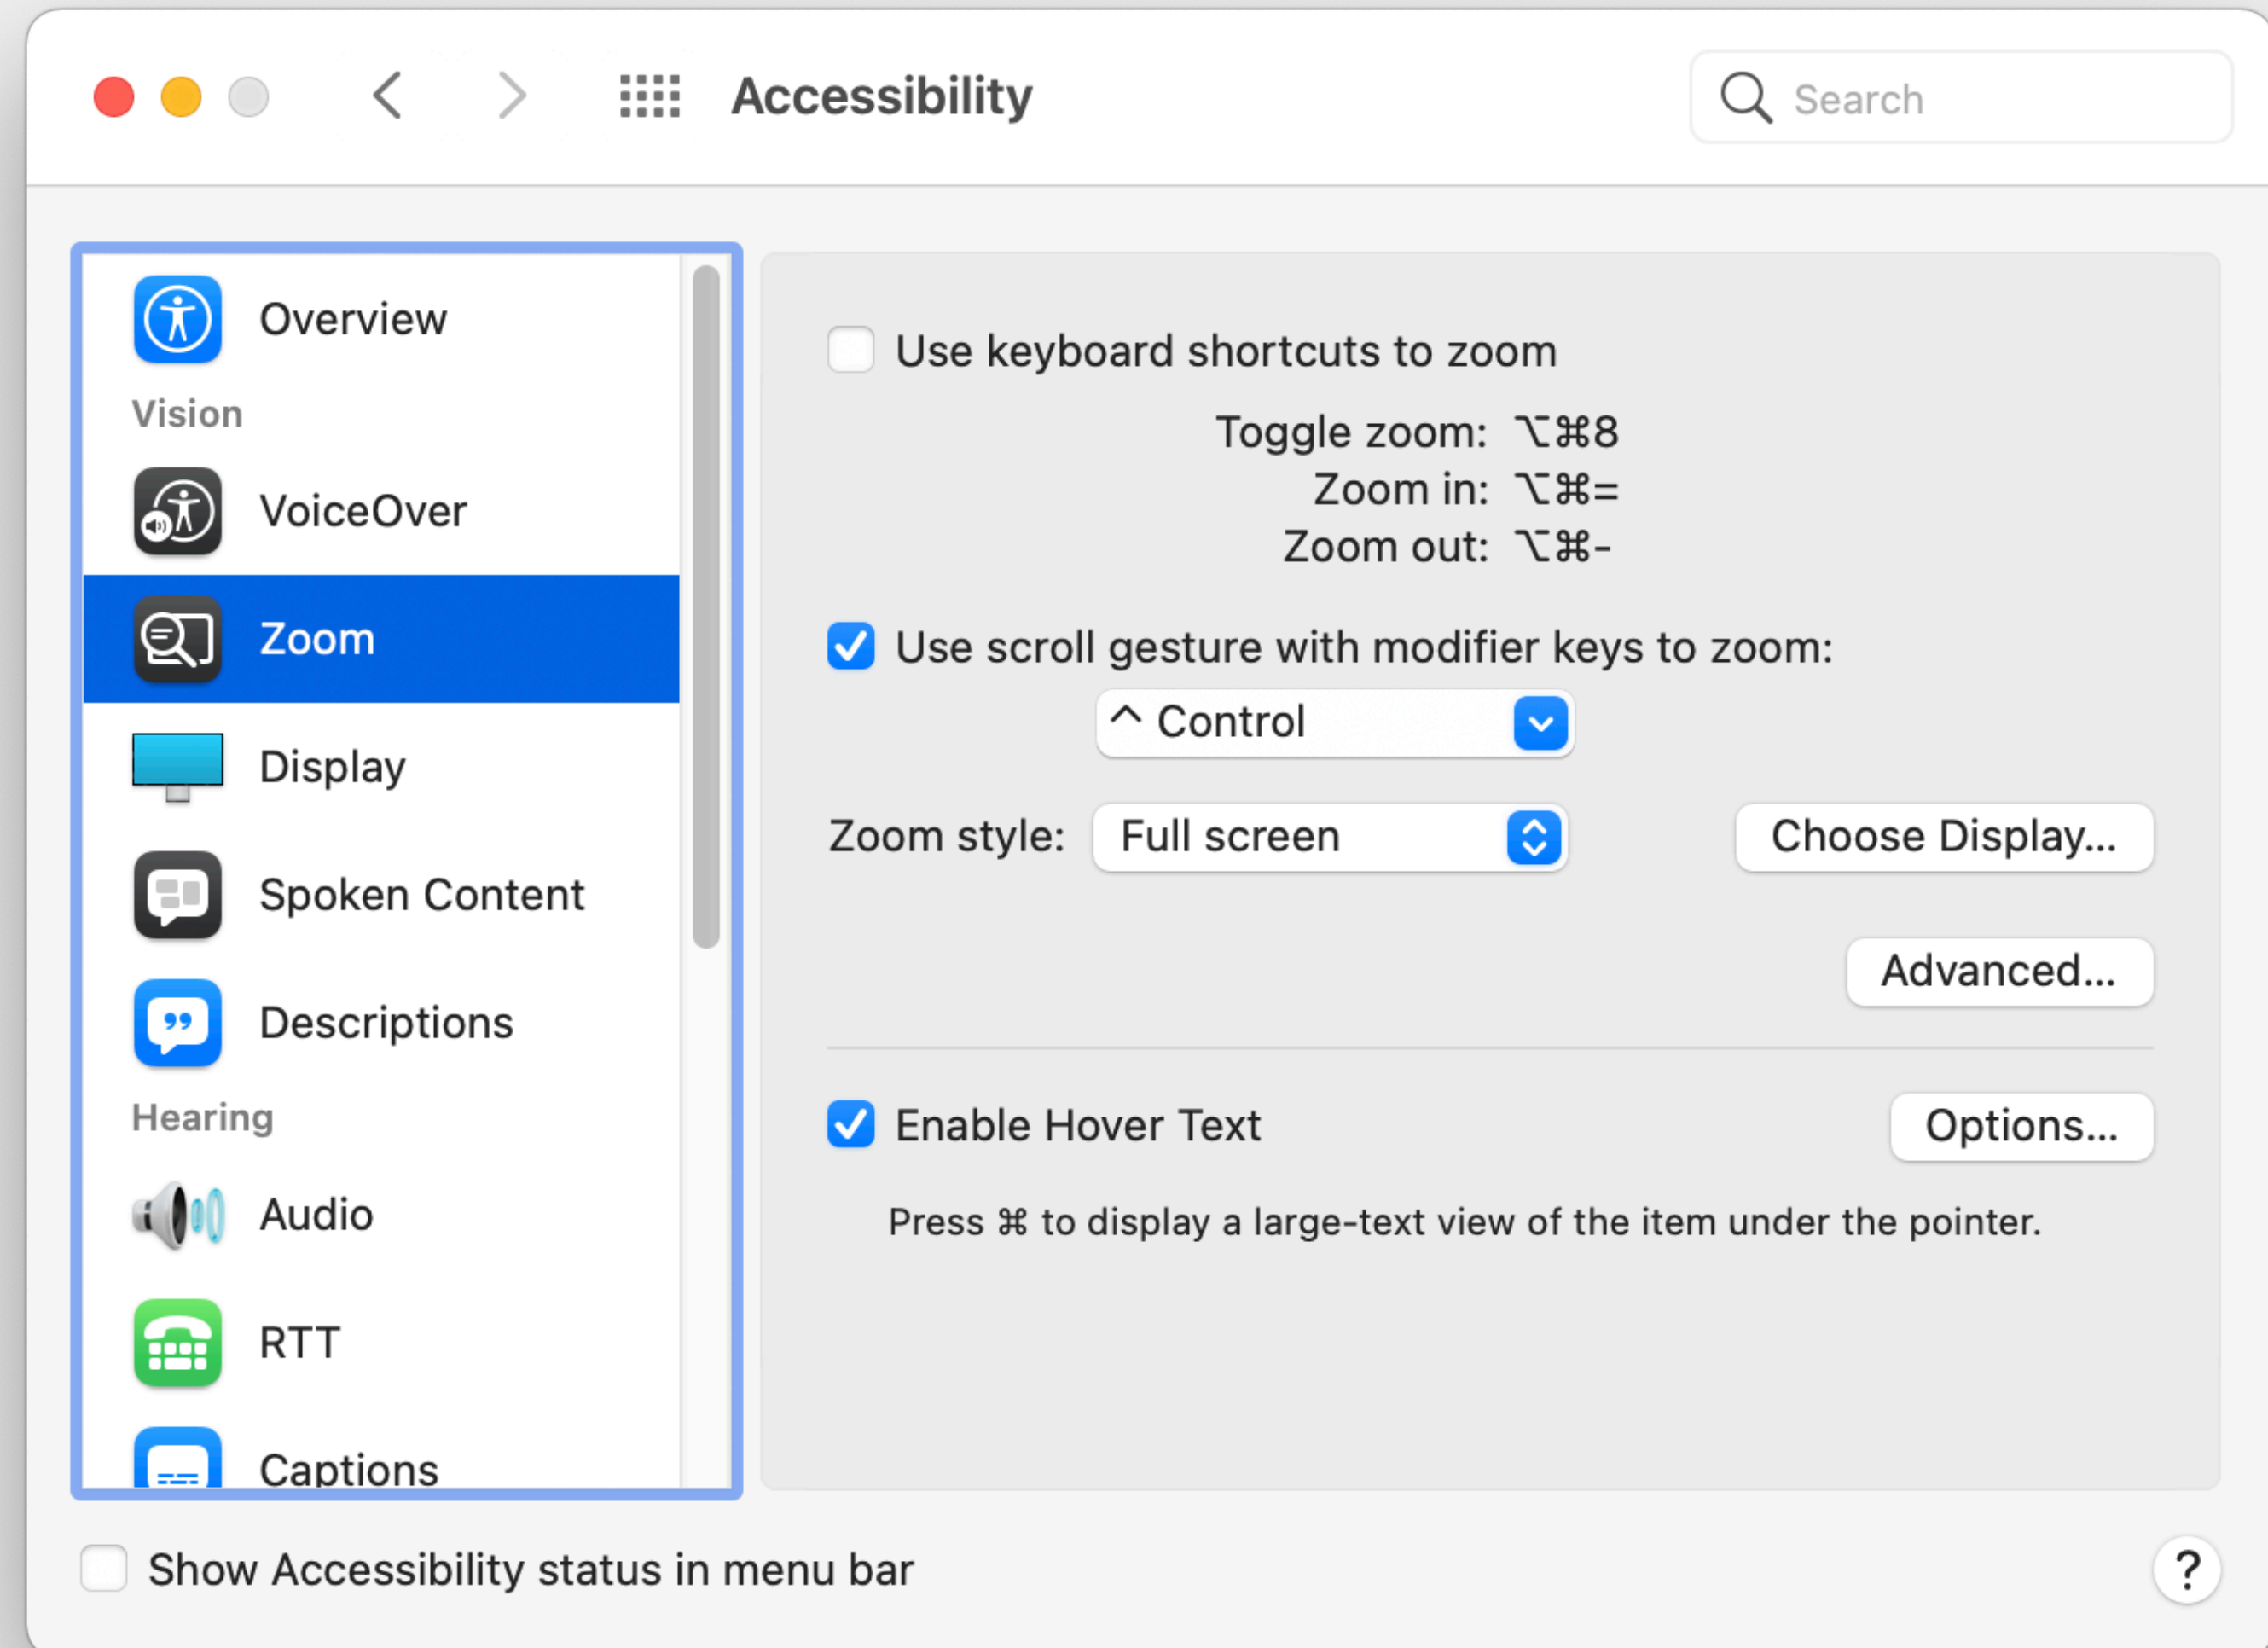 Accessibility
Search
Overview
Vision
VoiceOver
Zoom
Display
Spoken Content
Descriptions
Hearing
Audio
RTT
Captions
Use keyboard shortcuts to zoom
Toggle zoom: ⌥⌘8
Zoom in: ⌥⌘=
Zoom out: ⌥⌘-
Use scroll gesture with modifier keys to zoom:
^ Control
Zoom style: Full screen Choose Display...
Advanced...
Enable Hover Text Options...
Press ⌘ to display a large-text view of the item under the pointer.
Show Accessibility status in menu bar ?